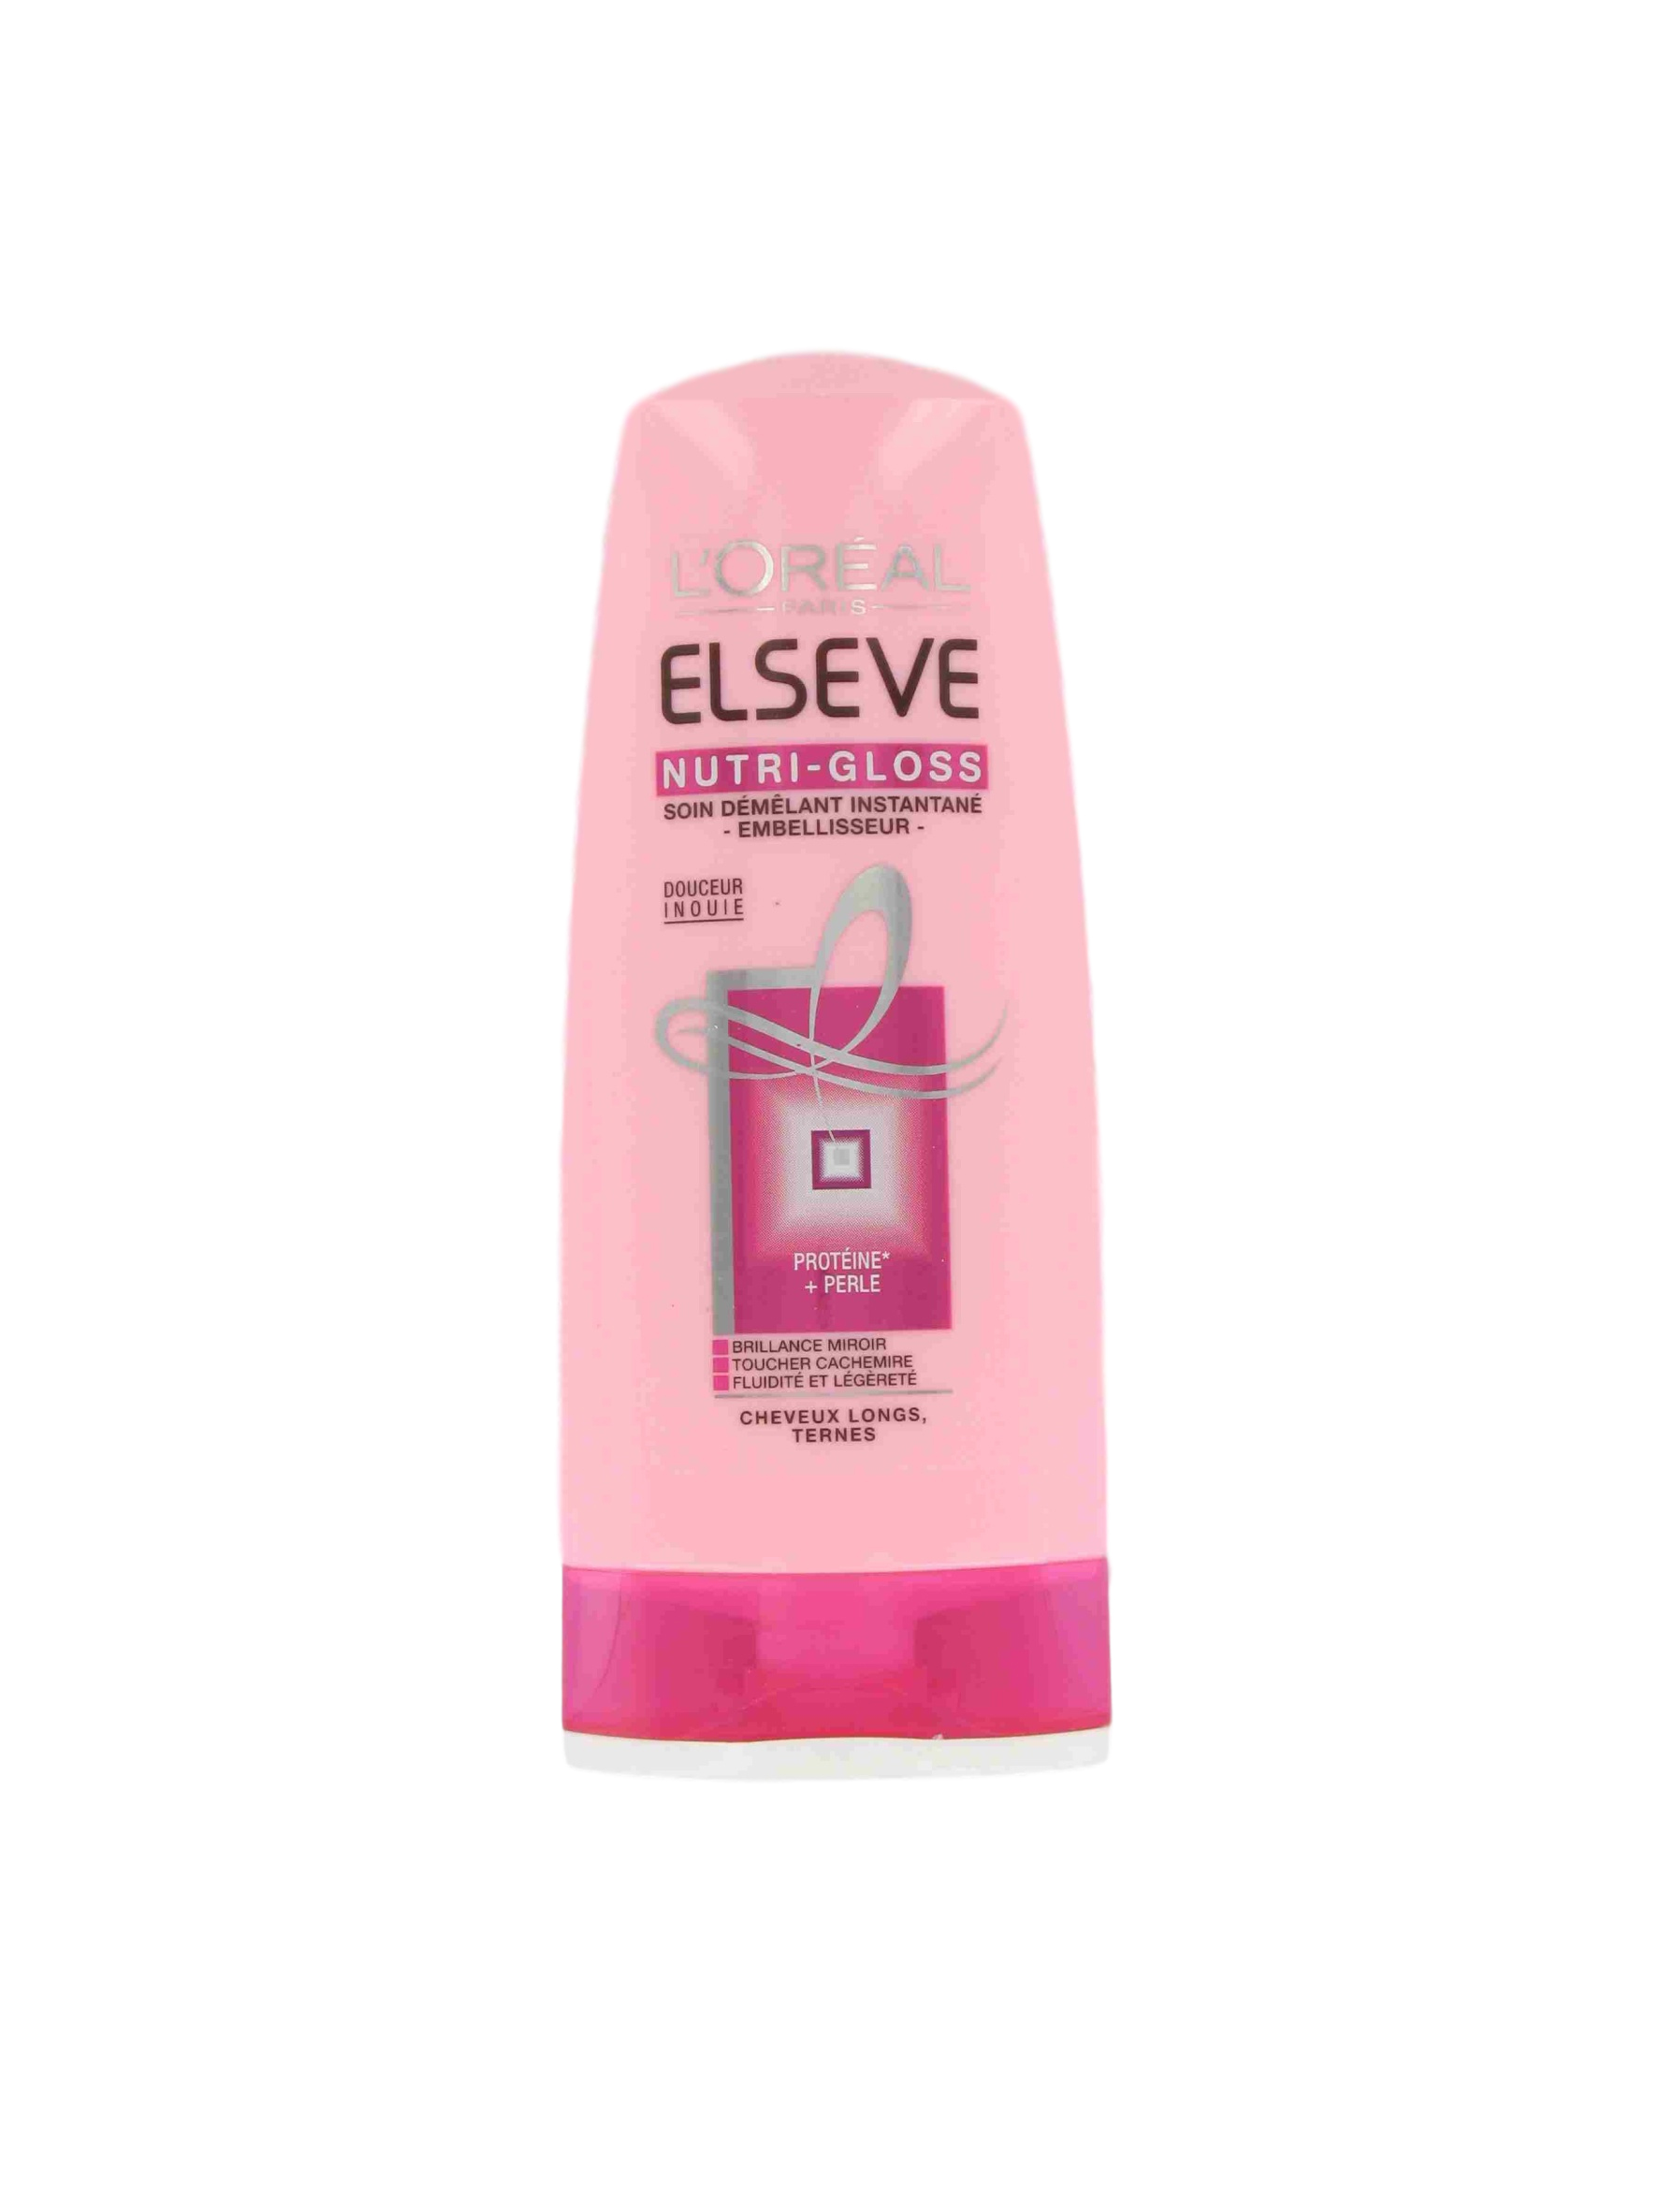 L'ORÉAL
PARIS
ELSEVE
NUTRI-GLOSS
SOIN DÉMÊLANT INSTANTANÉ
- EMBELLISSEUR -
DOUCEUR
INOUIE
PROTÉINE*
+ PERLE
BRILLANCE MIROIR
TOUCHER CACHEMIRE
FLUIDITÉ ET LÉGÈRETÉ
CHEVEUX LONGS,
TERNES